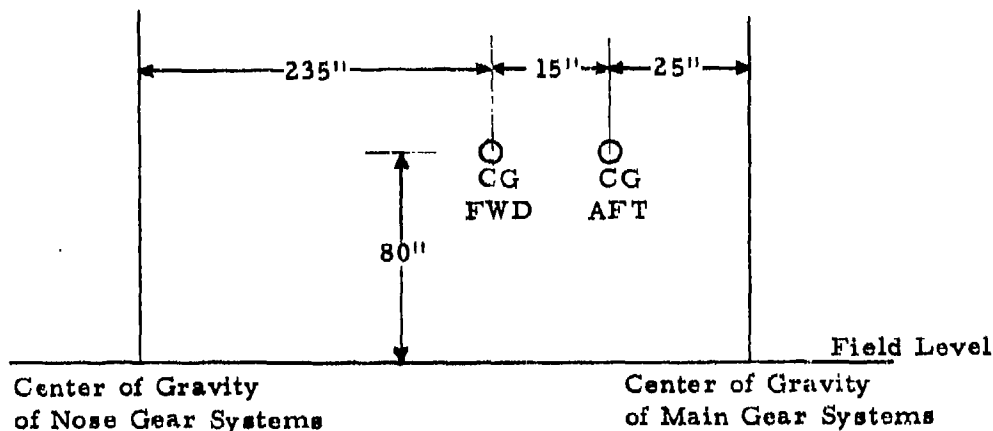 235" 15" 25"
CG CG
FWD AFT
80"
Field Level
Center of Gravity Center of Gravity
of Nose Gear Systems of Main Gear Systems